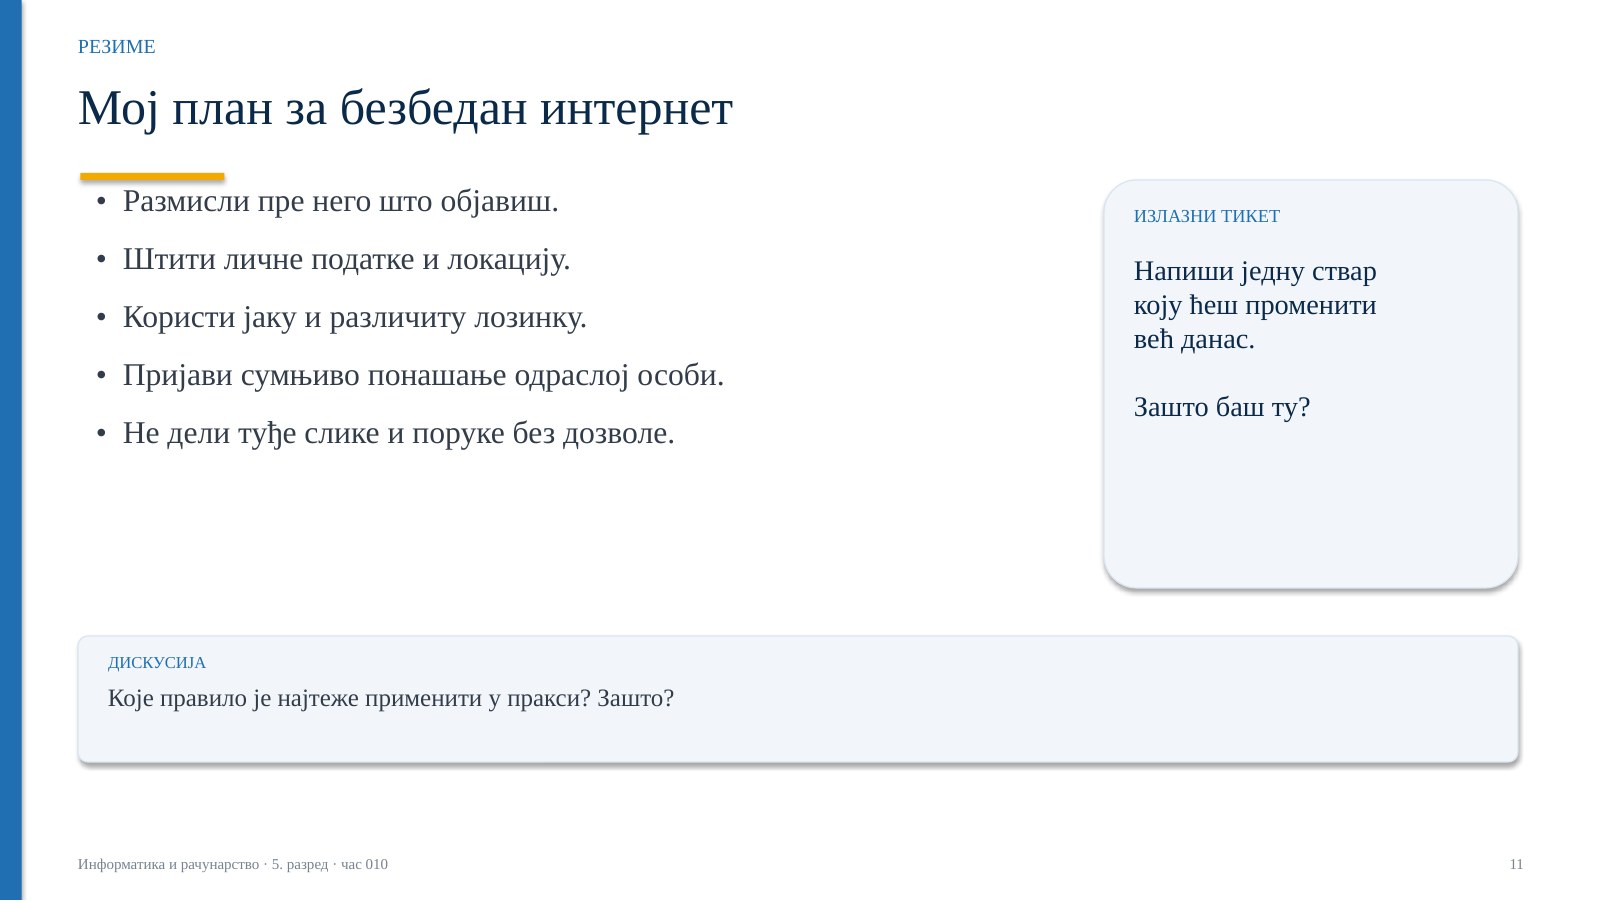 РЕЗИМЕ
Мој план за безбедан интернет
• Размисли пре него што објавиш.
• Штити личне податке и локацију.
• Користи јаку и различиту лозинку.
• Пријави сумњиво понашање одраслој особи.
• Не дели туђе слике и поруке без дозволе.
ИЗЛАЗНИ ТИКЕТ
Напиши једну ствар
коју ћеш променити
већ данас.
Зашто баш ту?
ДИСКУСИЈА
Које правило је најтеже применити у пракси? Зашто?
Информатика и рачунарство · 5. разред · час 010
11